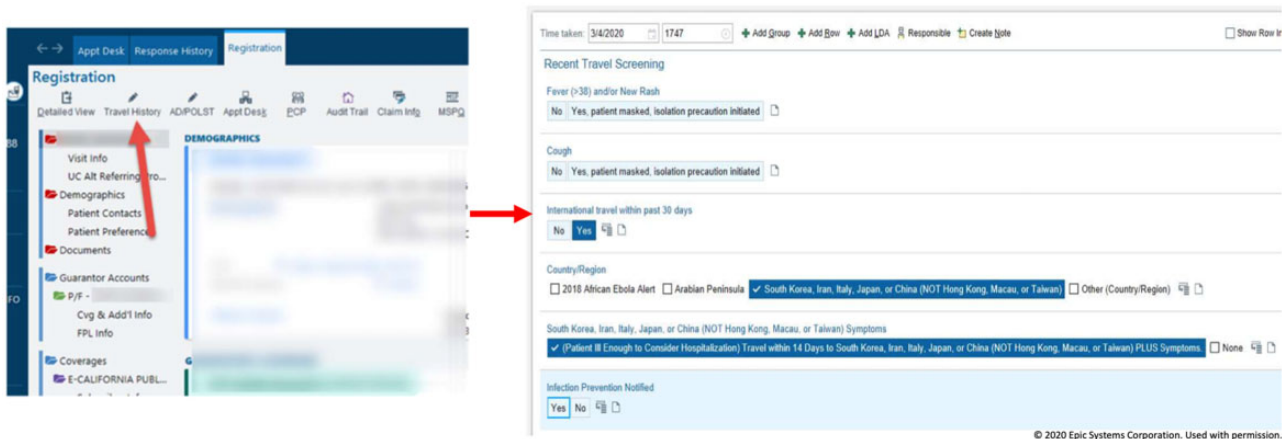 Appt Desk Response History Registration
Registration
Detailed View Travel History AD/POLST Appt Desk PCP Audit Trail Claim Info MSPQ
88
DEMOGRAPHICS
Visit Info
UC Alt Referring Pro...
Demographics
Patient Contacts
Patient Preference
Documents
Guarantor Accounts
FO
P/F -
Cvg & Add'l Info
FPL Info
Coverages
E-CALIFORNIA PUBL...
Time taken: 3/4/2020 1747 Add Group Add Row Add LDA Responsible Create Note Show Row In
Recent Travel Screening
Fever (>38) and/or New Rash
No Yes, patient masked, isolation precaution initiated
Cough
No Yes, patient masked, isolation precaution initiated
International travel within past 30 days
No Yes
Country/Region
2018 African Ebola Alert Arabian Peninsula South Korea, Iran, Italy, Japan, or China (NOT Hong Kong, Macau, or Taiwan) Other (Country/Region)
South Korea, Iran, Italy, Japan, or China (NOT Hong Kong, Macau, or Taiwan) Symptoms
(Patient Ill Enough to Consider Hospitalization) Travel within 14 Days to South Korea, Iran, Italy, Japan, or China (NOT Hong Kong, Macau, or Taiwan) PLUS Symptoms. None
Infection Prevention Notified
Yes No
© 2020 Epic Systems Corporation. Used with permission.